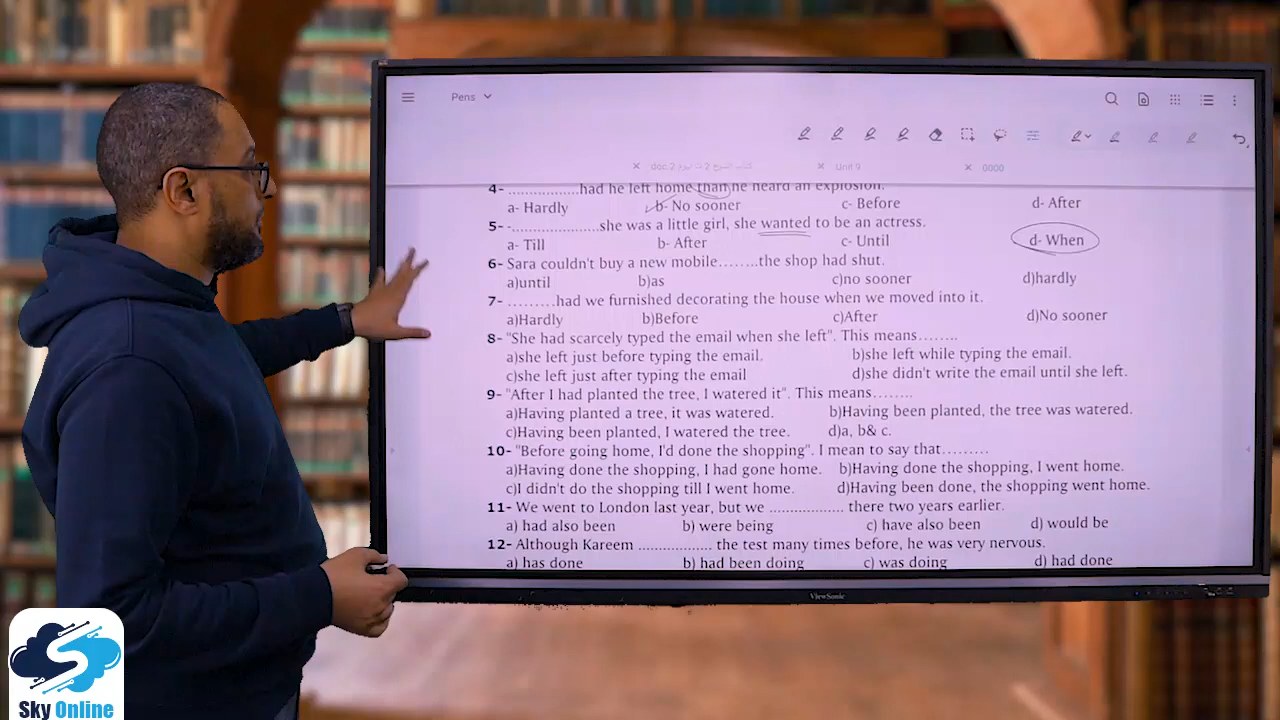 Pens
doc 2 كتاب الشرح 2 ث ترم
Unit 9
0000
4- ..................had he left home than he heard an explosion.
a- Hardly b- No sooner c- Before d- After
5- -......................she was a little girl, she wanted to be an actress.
a- Till b- After c- Until d- When
6- Sara couldn't buy a new mobile........the shop had shut.
a)until b)as c)no sooner d)hardly
7- .........had we furnished decorating the house when we moved into it.
a)Hardly b)Before c)After d)No sooner
8- "She had scarcely typed the email when she left". This means........
a)she left just before typing the email. b)she left while typing the email.
c)she left just after typing the email d)she didn't write the email until she left.
9- "After I had planted the tree, I watered it". This means........
a)Having planted a tree, it was watered. b)Having been planted, the tree was watered.
c)Having been planted, I watered the tree. d)a, b& c.
10- "Before going home, I'd done the shopping". I mean to say that.........
a)Having done the shopping, I had gone home. b)Having done the shopping, I went home.
c)I didn't do the shopping till I went home. d)Having been done, the shopping went home.
11- We went to London last year, but we .................. there two years earlier.
a) had also been b) were being c) have also been d) would be
12- Although Kareem .................. the test many times before, he was very nervous.
a) has done b) had been doing c) was doing d) had done
ViewSonic
Sky Online